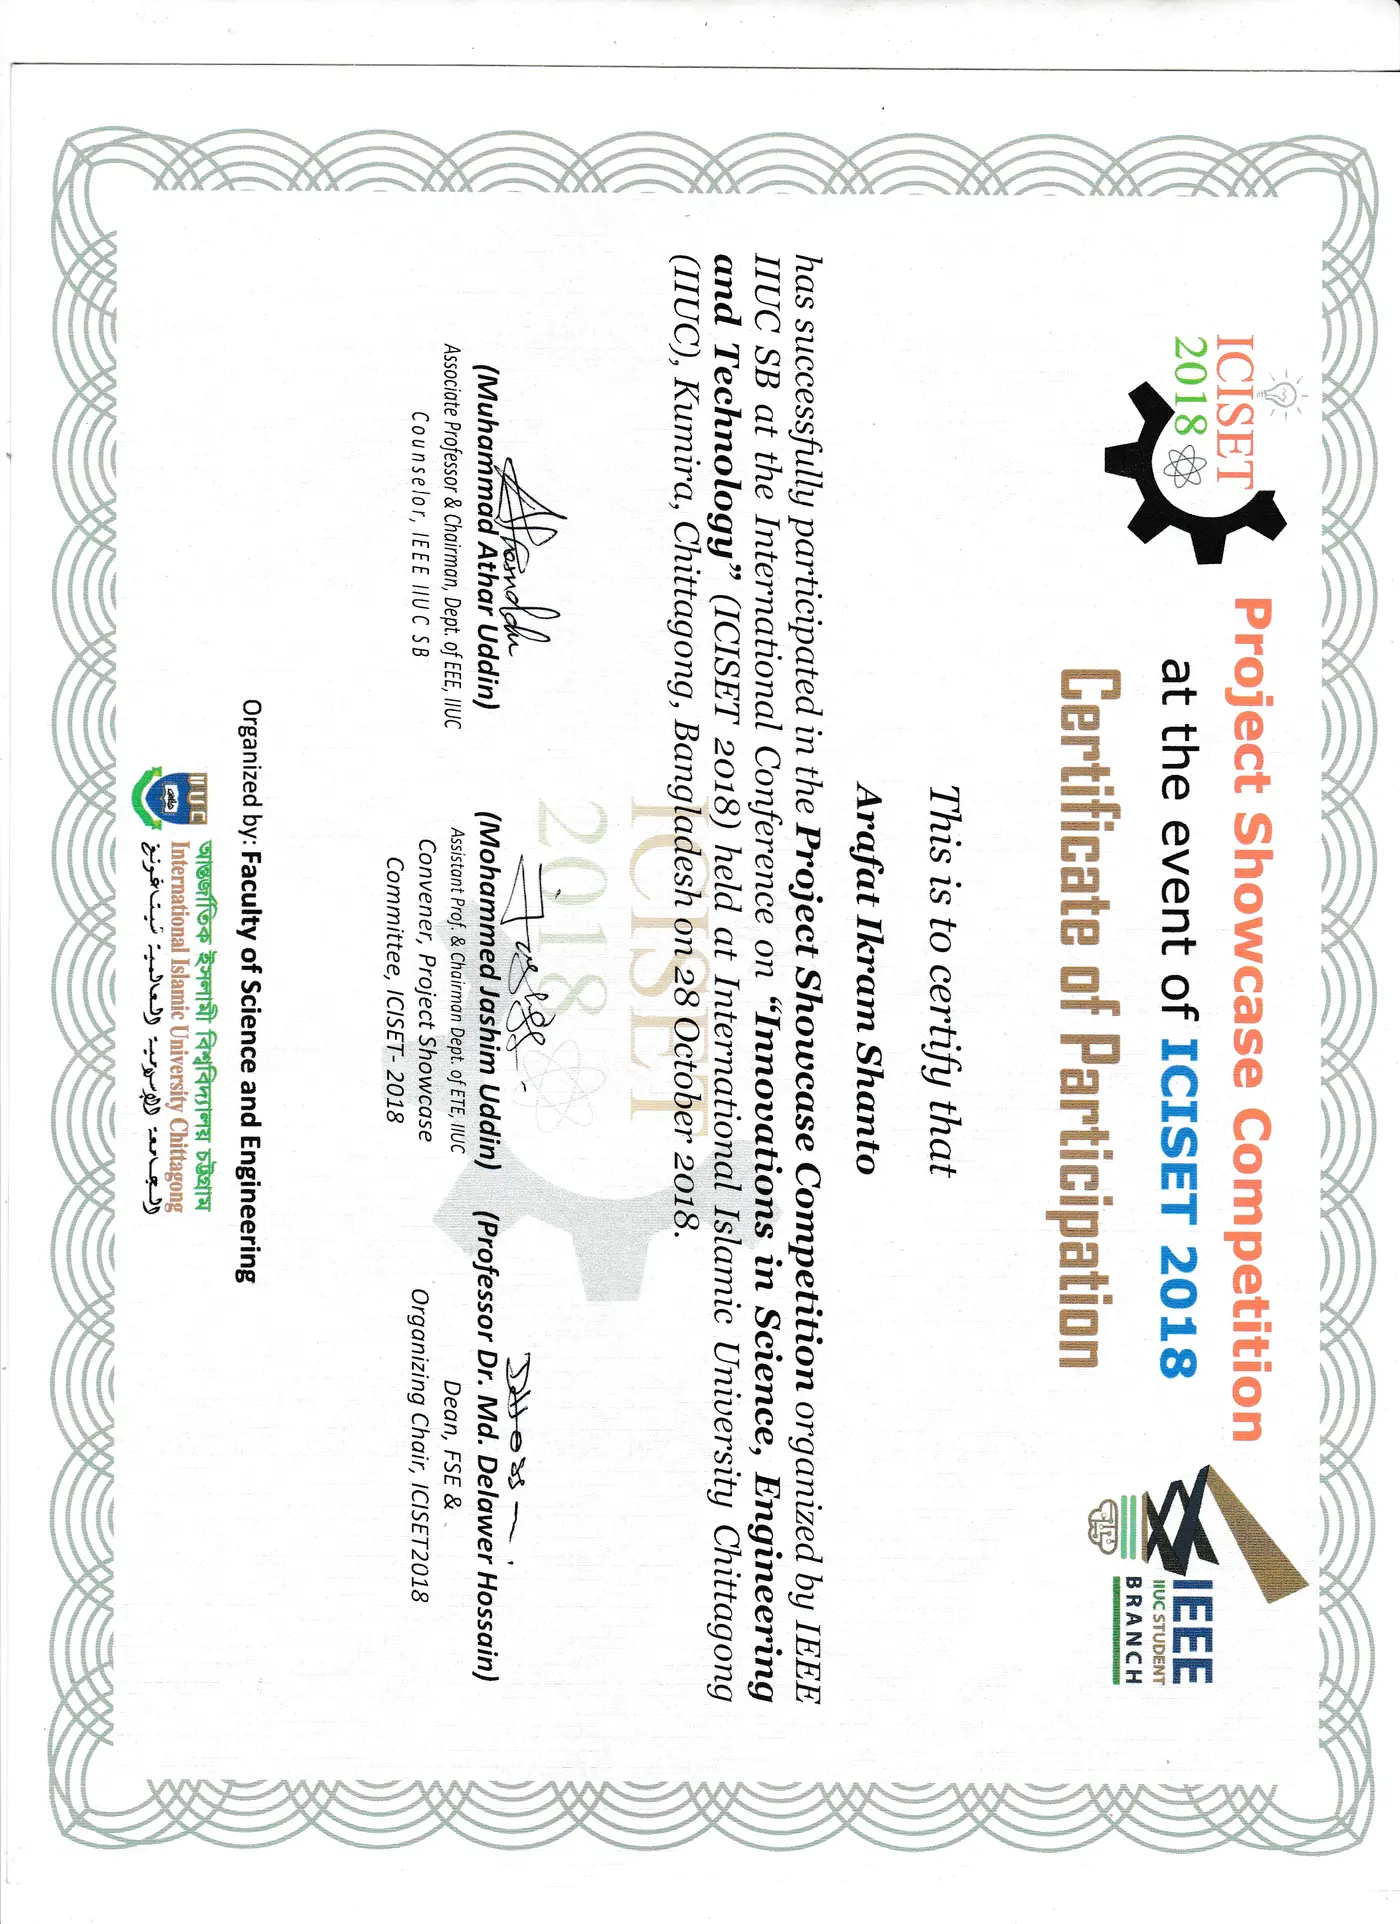 ICISET
2018
Project Showcase Competition
at the event of ICISET 2018
Certificate of Participation
IEEE
IIUC STUDENT
BRANCH
This is to certify that
Arafat Ikram Shanto
has successfully participated in the Project Showcase Competition organized by IEEE
IIUC SB at the International Conference on “Innovations in Science, Engineering
and Technology” (ICISET 2018) held at International Islamic University Chittagong
(IIUC), Kumira, Chittagong, Bangladesh on 28 October 2018.
ICISET
2018
(Muhammad Athar Uddin)
Associate Professor & Chairman, Dept. of EEE, IIUC
Counselor, IEEE IIUC SB
(Mohammed Jashim Uddin)
Assistant Prof. & Chairman Dept. of ETE, IIUC
Convener, Project Showcase
Committee, ICISET- 2018
(Professor Dr. Md. Delawer Hossain)
Dean, FSE &
Organizing Chair, ICISET2018
Organized by: Faculty of Science and Engineering
IIUC
আন্তর্জাতিক ইসলামী বিশ্ববিদ্যালয় চট্টগ্রাম
International Islamic University Chittagong
الجامعة الإسلامية العالمية شيتاغونغ